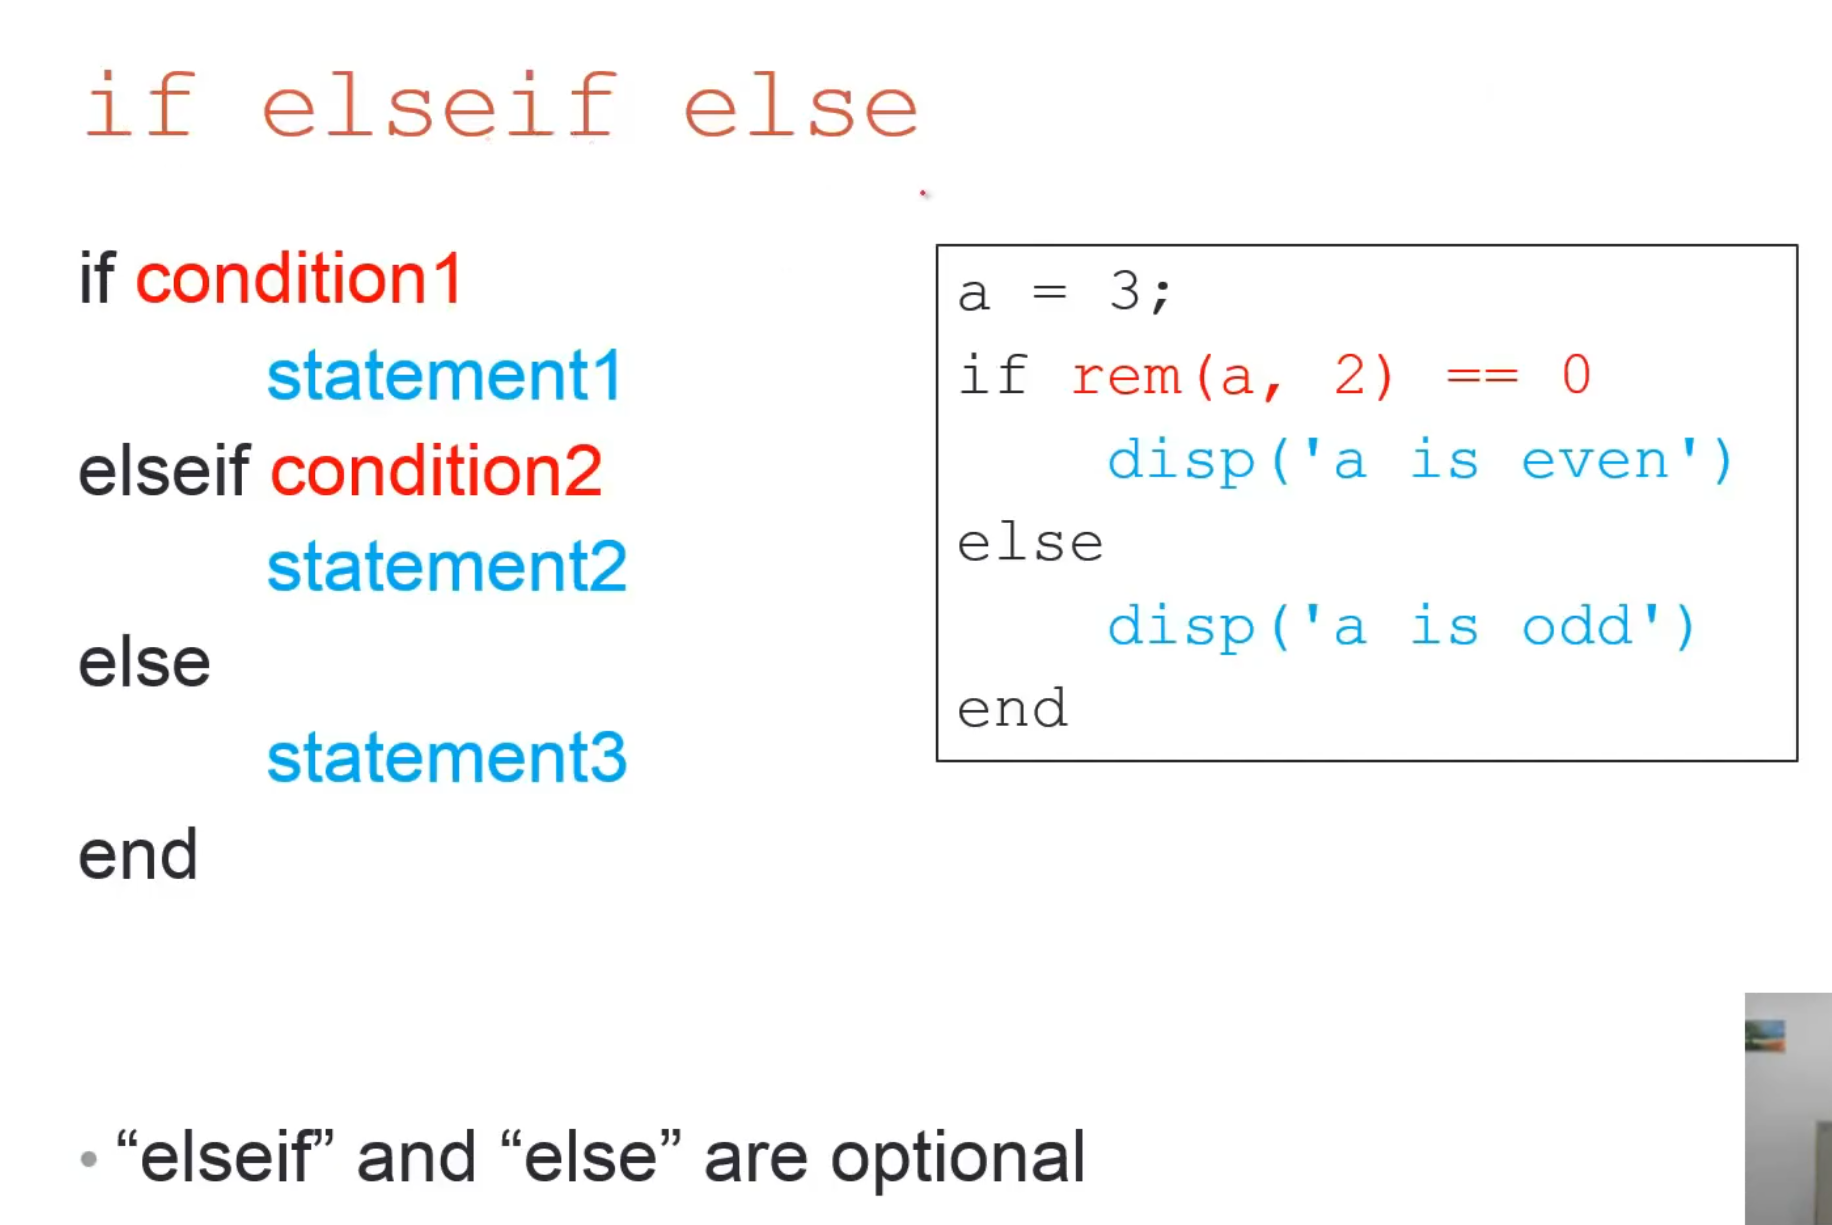 if elseif else
if condition1
statement1
elseif condition2
statement2
else
statement3
end
a = 3;
if rem(a, 2) == 0
disp('a is even')
else
disp('a is odd')
end
• “elseif” and “else” are optional